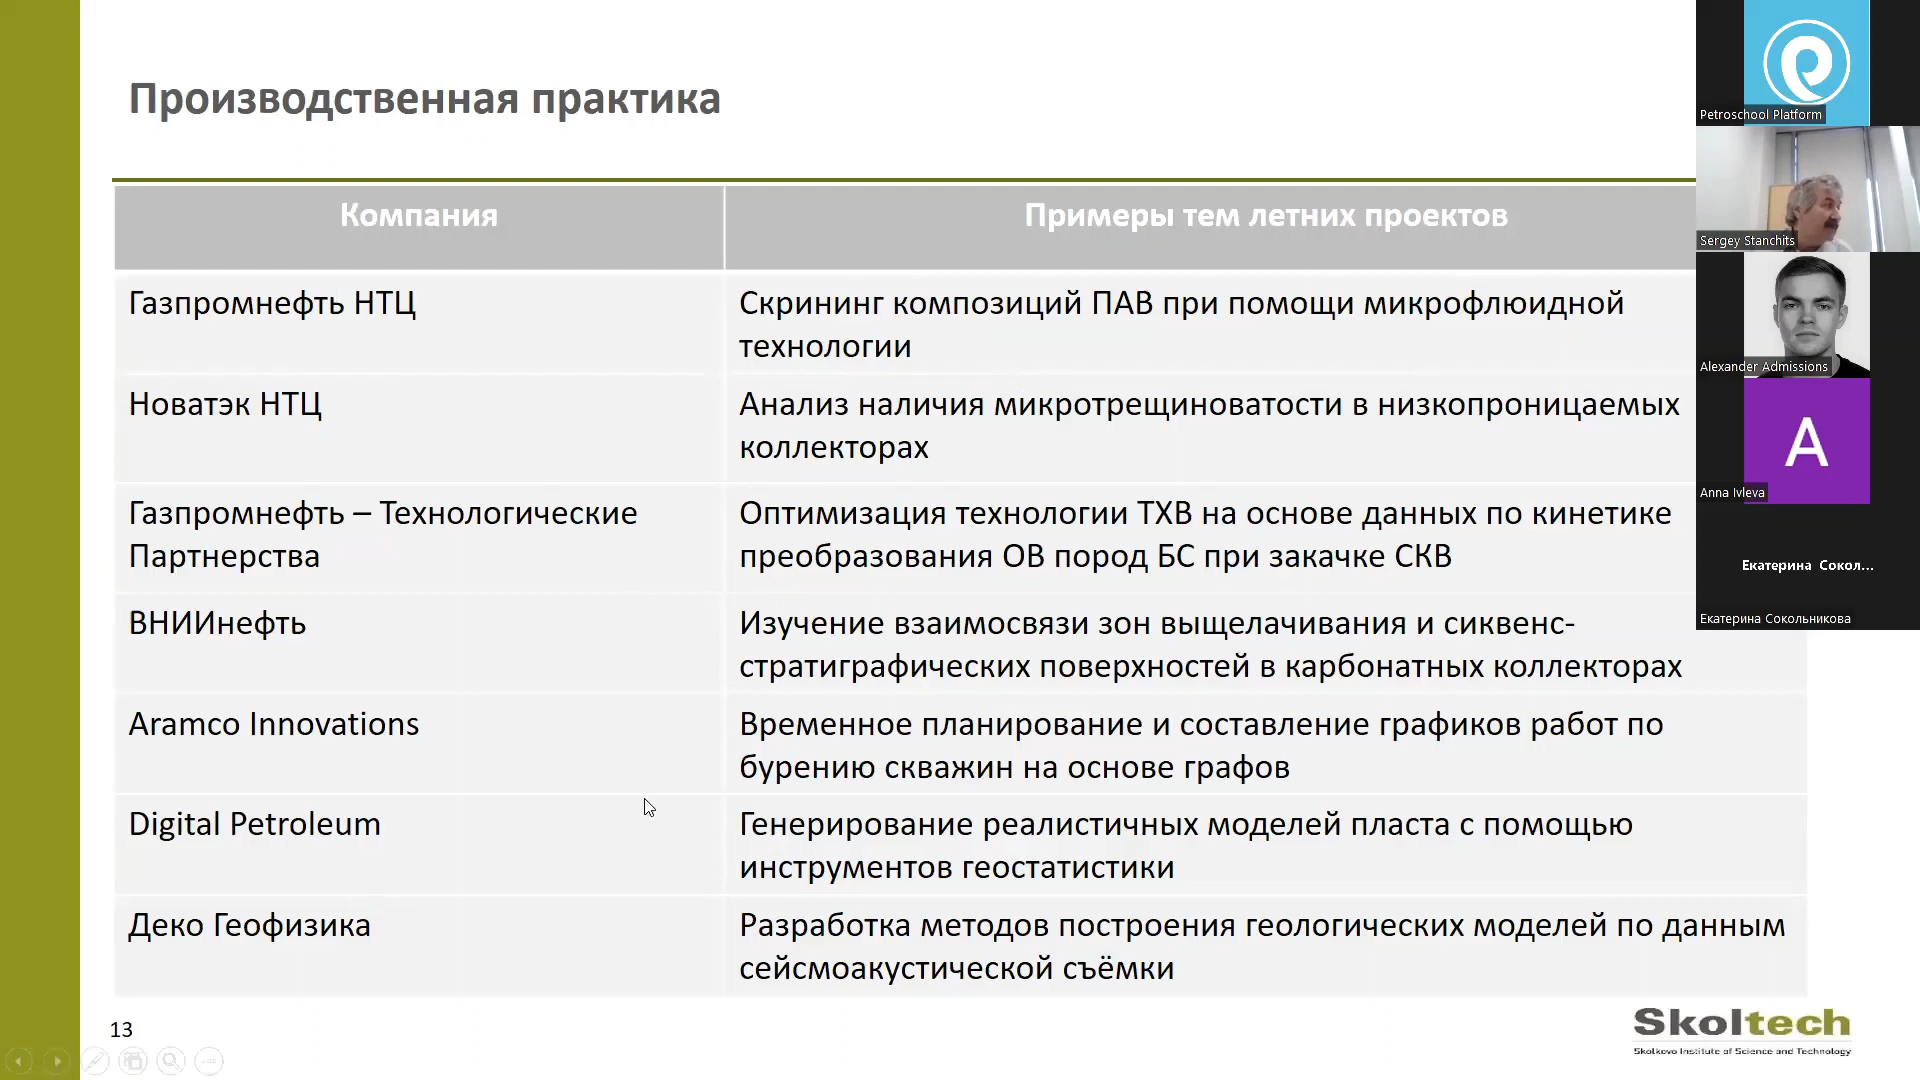 Производственная практика
Компания
Примеры тем летних проектов
Газпромнефть НТЦ
Скрининг композиций ПАВ при помощи микрофлюидной
технологии
Новатэк НТЦ
Анализ наличия микротрещиноватости в низкопроницаемых
коллекторах
Газпромнефть – Технологические
Партнерства
Оптимизация технологии ТХВ на основе данных по кинетике
преобразования ОВ пород БС при закачке СКВ
ВНИИнефть
Изучение взаимосвязи зон выщелачивания и сиквенс-
стратиграфических поверхностей в карбонатных коллекторах
Aramco Innovations
Временное планирование и составление графиков работ по
бурению скважин на основе графов
Digital Petroleum
Генерирование реалистичных моделей пласта с помощью
инструментов геостатистики
Деко Геофизика
Разработка методов построения геологических моделей по данным
сейсмоакустической съёмки
13
Skoltech
Skolkovo Institute of Science and Technology
Petroschool Platform
Sergey Stanchits
Alexander Admissions
A
Anna Ivleva
Екатерина Сокол...
Екатерина Сокольникова